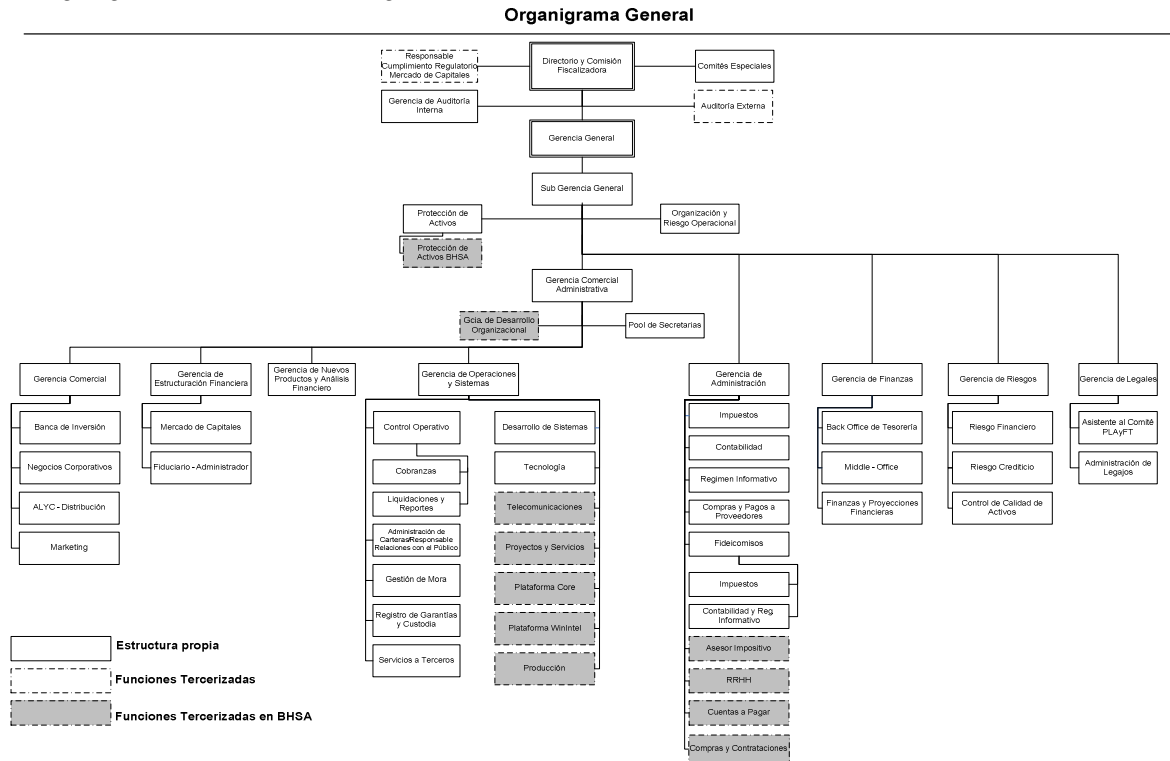 Organigrama General
Responsable
Cumplimiento Regulatorio
Mercado de Capitales
Directorio y Comisión
Fiscalizadora
Comités Especiales
Gerencia de Auditoría
Interna
Auditoría Externa
Gerencia General
Sub Gerencia General
Protección de
Activos
Organización y
Riesgo Operacional
Protección de
Activos BHSA
Gerencia Comercial
Administrativa
Gcia. de Desarrollo
Organizacional
Pool de Secretarias
Gerencia Comercial
Gerencia de
Estructuración Financiera
Gerencia de Nuevos
Productos y Análisis
Financiero
Gerencia de Operaciones
y Sistemas
Gerencia de
Administración
Gerencia de Finanzas
Gerencia de Riesgos
Gerencia de Legales
Banca de Inversión
Negocios Corporativos
ALYC - Distribución
Marketing
Mercado de Capitales
Fiduciario - Administrador
Control Operativo
Cobranzas
Liquidaciones y
Reportes
Administración de
Carteras/Responsable
Relaciones con el Público
Gestión de Mora
Registro de Garantías
y Custodia
Servicios a Terceros
Desarrollo de Sistemas
Tecnología
Telecomunicaciones
Proyectos y Servicios
Plataforma Core
Plataforma WinIntel
Producción
Impuestos
Contabilidad
Regimen Informativo
Compras y Pagos a
Proveedores
Fideicomisos
Impuestos
Contabilidad y Reg.
Informativo
Asesor Impositivo
RRHH
Cuentas a Pagar
Compras y Contrataciones
Back Office de Tesorería
Middle - Office
Finanzas y Proyecciones
Financieras
Riesgo Financiero
Riesgo Crediticio
Control de Calidad de
Activos
Asistente al Comité
PLAyFT
Administración de
Legajos
Estructura propia
Funciones Tercerizadas
Funciones Tercerizadas en BHSA